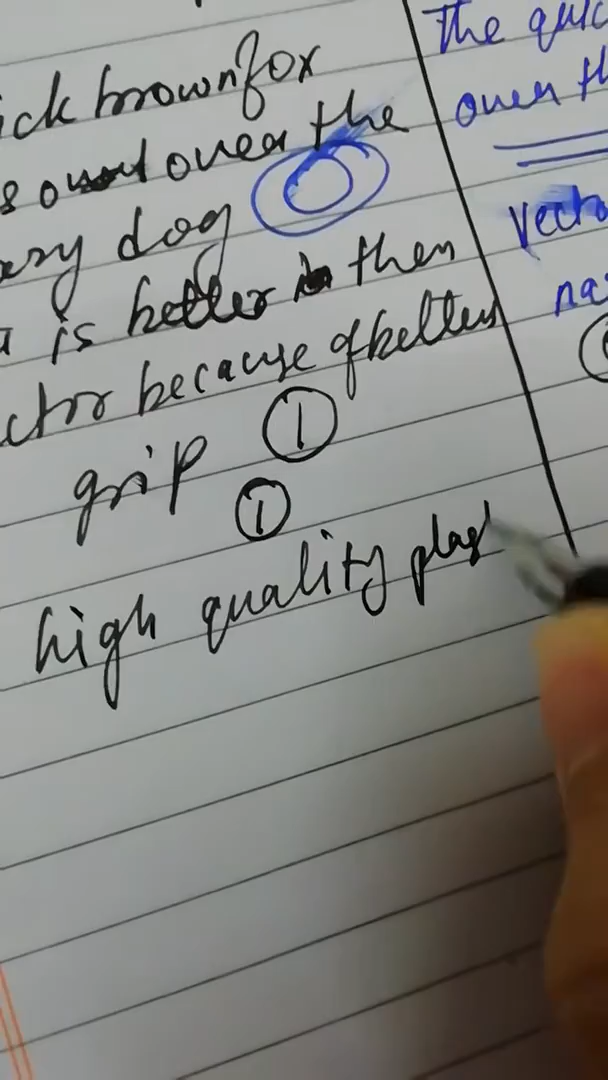 ick brown fox
s over the
dog
is better then
ctor because of better
grip ①
①
high quality plas
The quic
over th
Vecto
na